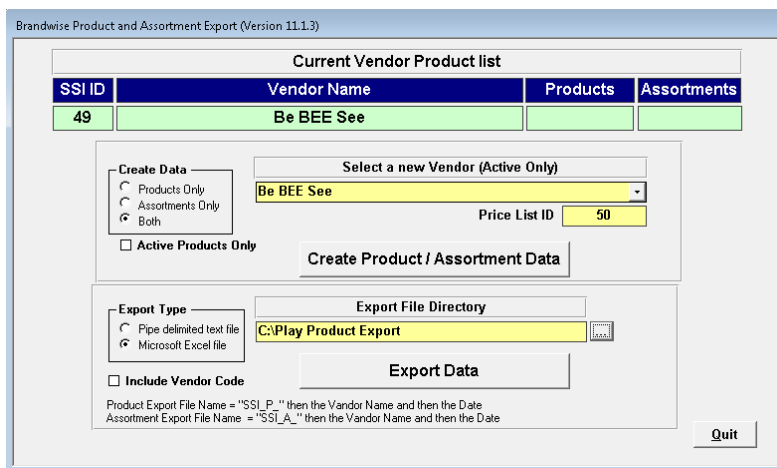 Brandwise Product and Assortment Export (Version 11.1.3)
Current Vendor Product list
SSI ID Vendor Name Products Assortments
49 Be BEE See
Create Data
Products Only
Assortments Only
Both
Active Products Only
Select a new Vendor (Active Only)
Be BEE See
Price List ID 50
Create Product / Assortment Data
Export Type
Pipe delimited text file
Microsoft Excel file
Include Vendor Code
Export File Directory
C:\Play Product Export
...
Export Data
Product Export File Name = "SSI_P_" then the Vandor Name and then the Date
Assortment Export File Name = "SSI_A_" then the Vandor Name and then the Date
Quit